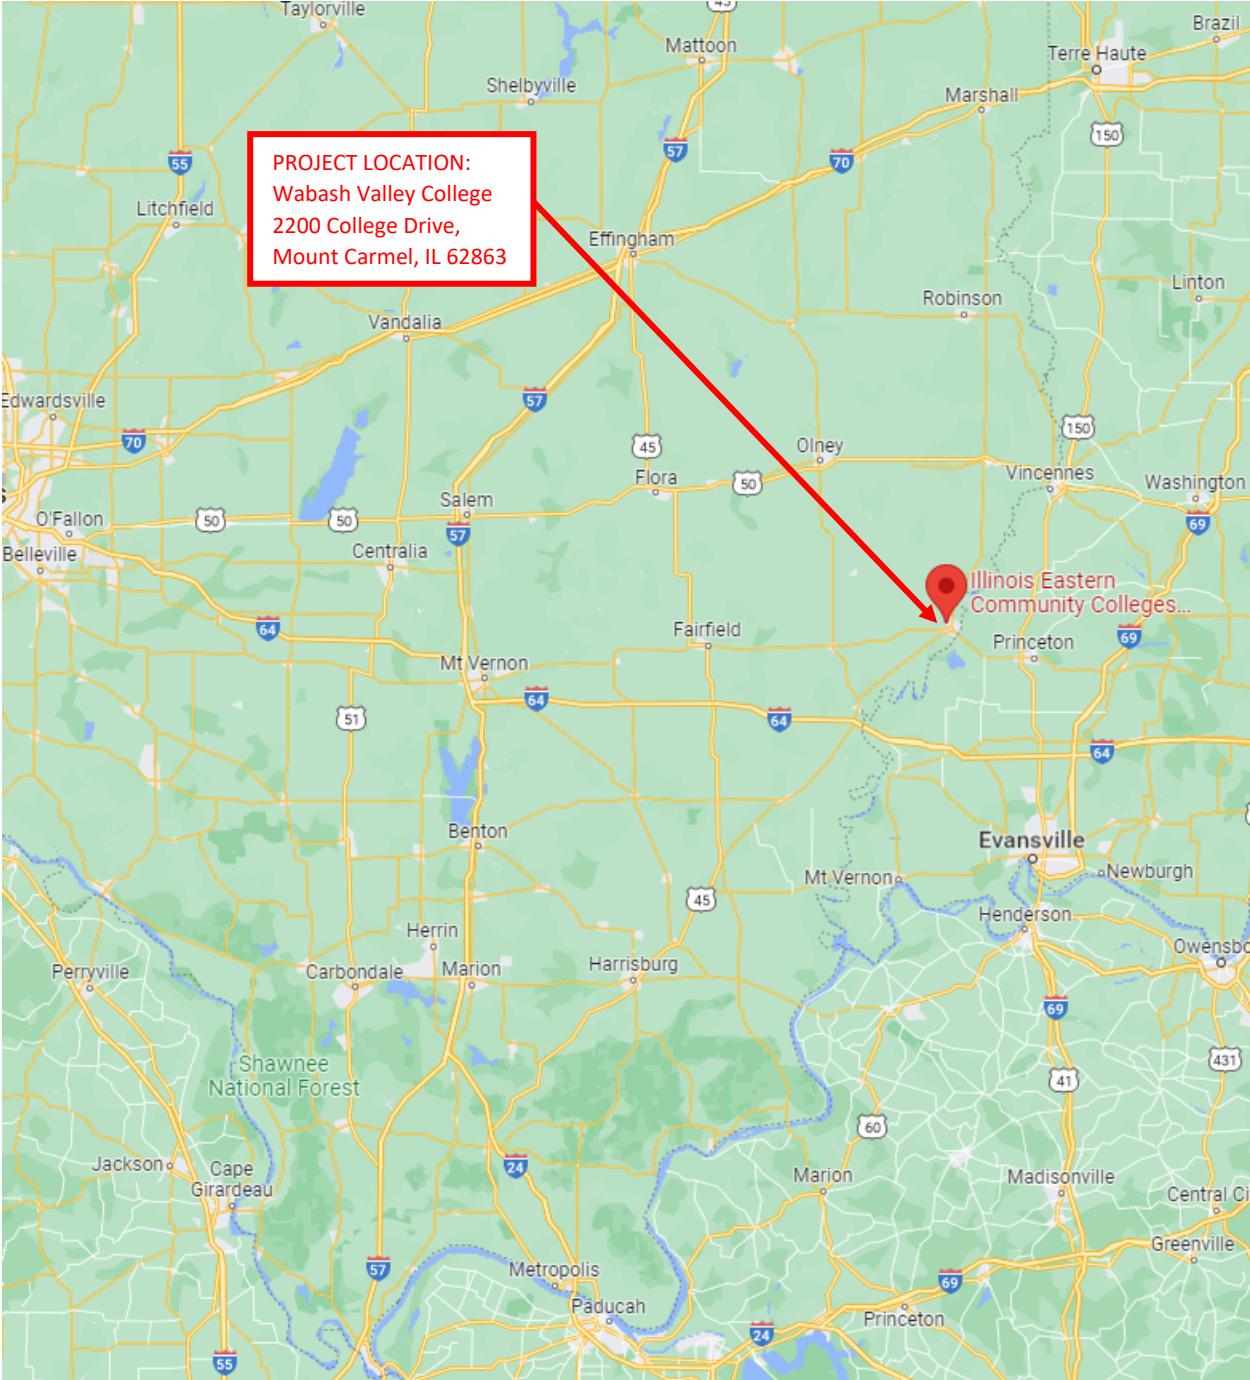 Taylorville
45
Brazil
Mattoon
Terre Haute
Shelbyville
Marshall
150
57
70
55
PROJECT LOCATION:
Wabash Valley College
2200 College Drive,
Mount Carmel, IL 62863
Litchfield
Effingham
Linton
Robinson
Vandalia
57
Edwardsville
70
150
45
Olney
Vincennes
Flora
50
Washington
Salem
50
50
57
69
O'Fallon
Belleville
Centralia
Illinois Eastern
Community Colleges...
64
Fairfield
69
Princeton
Mt Vernon
64
51
64
64
Benton
Evansville
Mt Vernon
Newburgh
45
Henderson
Herrin
Owensbo
Perryville
Carbondale
Marion
Harrisburg
69
Shawnee
National Forest
431
41
60
Jackson
Cape
Girardeau
24
Marion
Madisonville
Central Ci
Greenville
57
Metropolis
69
Paducah
Princeton
24
55